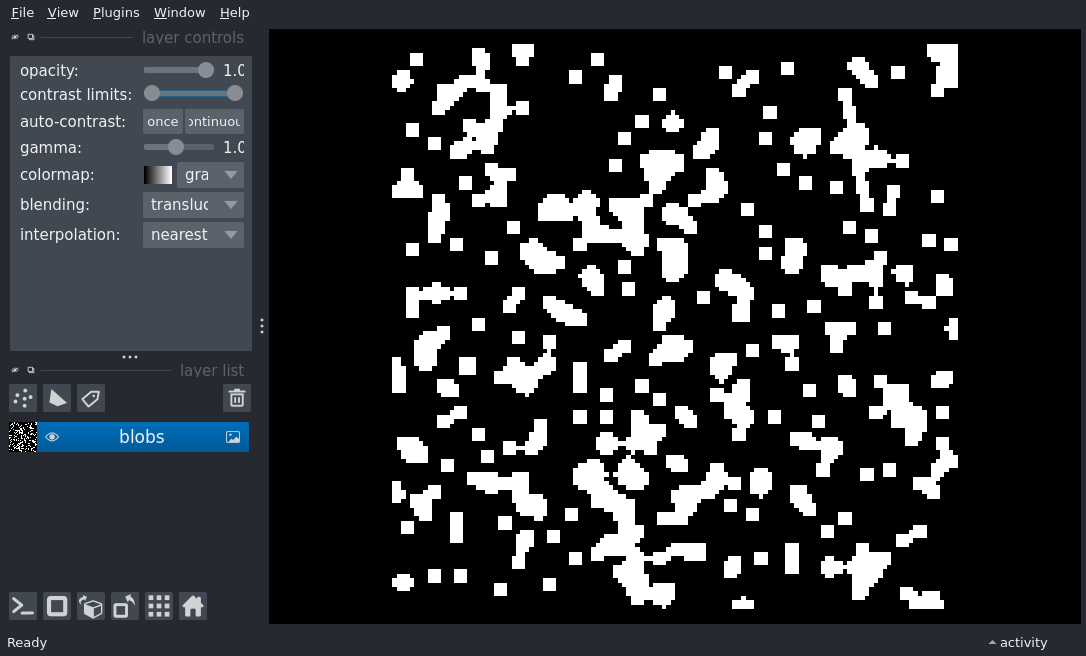 File View Plugins Window Help
layer controls
opacity: 1.0
contrast limits:
auto-contrast: once ontinuou
gamma: 1.0
colormap: gra
blending: transluc
interpolation: nearest
layer list
blobs
Ready
activity